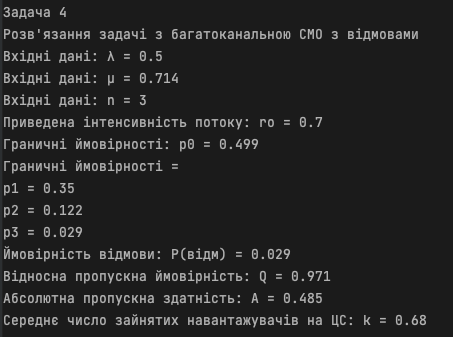 Задача 4
Розв'язання задачі з багатоканальною СМО з відмовами
Вхідні дані: λ = 0.5
Вхідні дані: μ = 0.714
Вхідні дані: n = 3
Приведена інтенсивність потоку: ro = 0.7
Граничні ймовірності: p0 = 0.499
Граничні ймовірності =
p1 = 0.35
p2 = 0.122
p3 = 0.029
Ймовірність відмови: P(відм) = 0.029
Відносна пропускна ймовірність: Q = 0.971
Абсолютна пропускна здатність: A = 0.485
Середнє число зайнятих навантажувачів на ЦС: k = 0.68